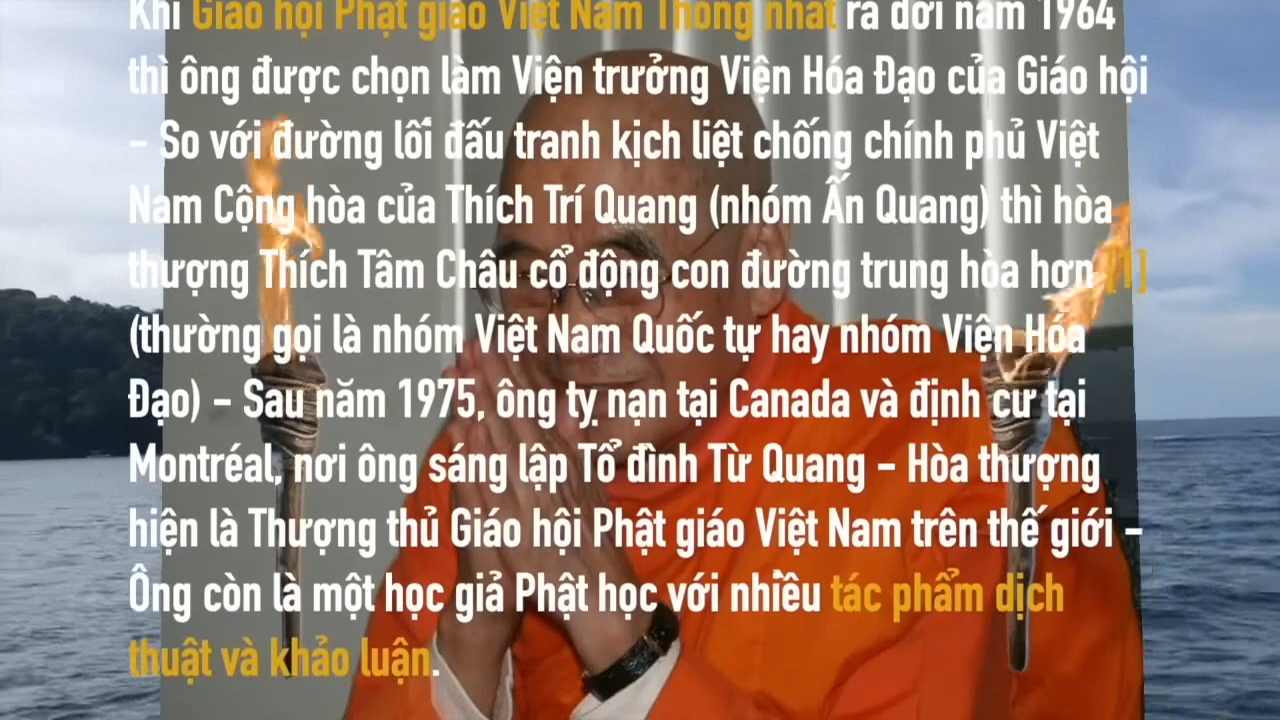 Khi Giáo hội Phật giáo Việt Nam Thống nhất ra đời năm 1964
thì ông được chọn làm Viện trưởng Viện Hóa Đạo của Giáo hội
– So với đường lối đấu tranh kịch liệt chống chính phủ Việt
Nam Cộng hòa của Thích Trí Quang (nhóm Ấn Quang) thì hòa
thượng Thích Tâm Châu cổ động con đường trung hòa hơn [1]
(thường gọi là nhóm Việt Nam Quốc tự hay nhóm Viện Hóa
Đạo) – Sau năm 1975, ông tỵ nạn tại Canada và định cư tại
Montréal, nơi ông sáng lập Tổ đình Từ Quang – Hòa thượng
hiện là Thượng thủ Giáo hội Phật giáo Việt Nam trên thế giới –
Ông còn là một học giả Phật học với nhiều tác phẩm dịch
thuật và khảo luận.